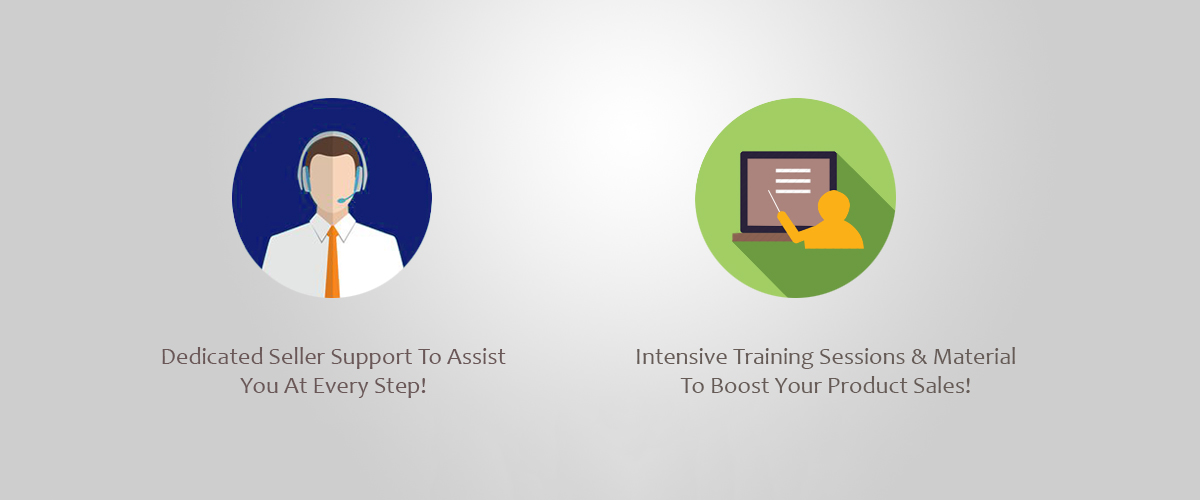 Dedicated Seller Support To Assist
You At Every Step!
Intensive Training Sessions & Material
To Boost Your Product Sales!